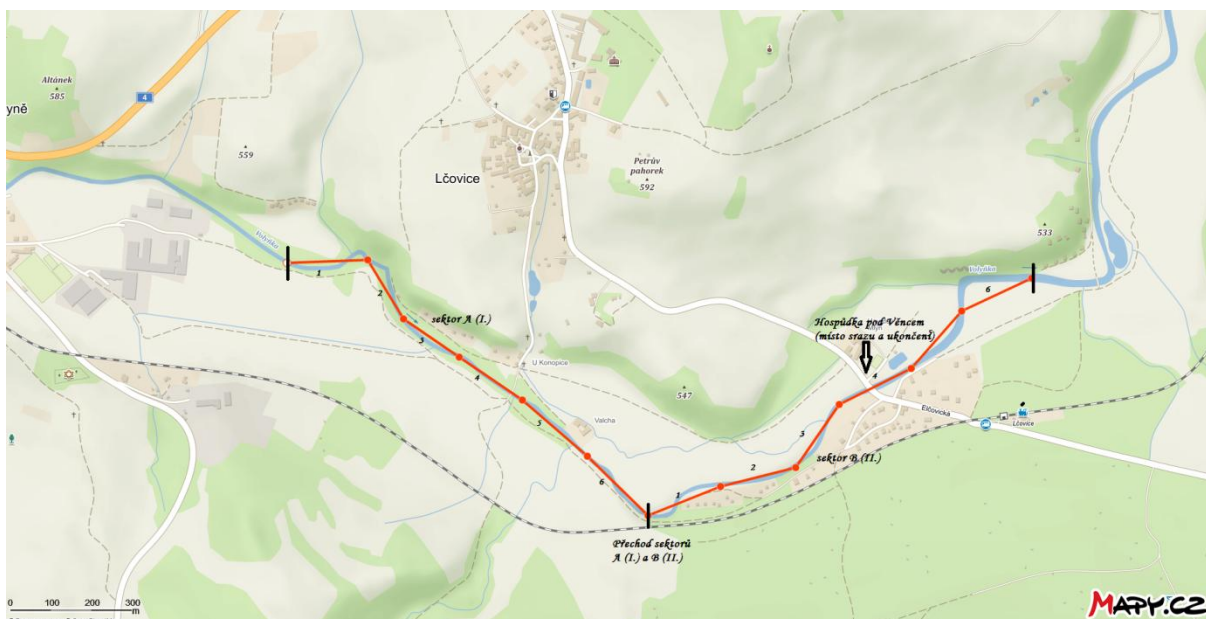 Altánek
585
yně
4
559
Lčovice
Petrův
pahorek
592
533
Volyňka
Volyňka
1
2
sektor A (I.)
3
4
5
6
U Konopice
Valcha
547
Hospůdka pod Věncem
(místo srazu a ukončení)
6
4
3
Elčovická
Lčovice
sektor B (II.)
2
1
Přechod sektorů
A (I.) a B (II.)
0 100 200 300
m
MAPY.CZ